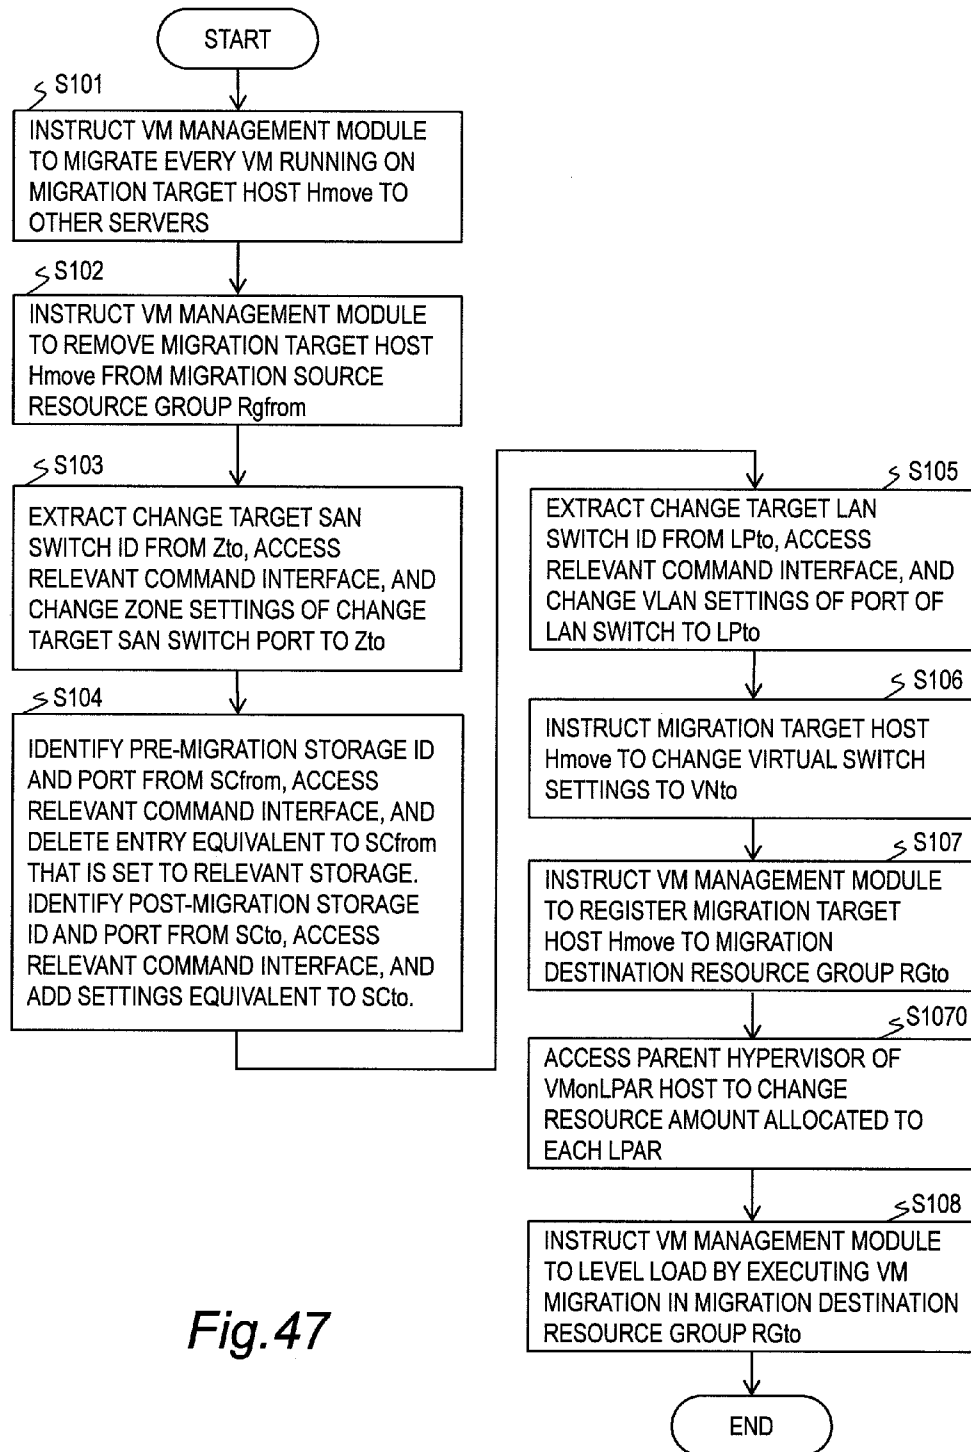 START
S101
INSTRUCT VM MANAGEMENT MODULE
TO MIGRATE EVERY VM RUNNING ON
MIGRATION TARGET HOST Hmove TO
OTHER SERVERS
S102
INSTRUCT VM MANAGEMENT MODULE
TO REMOVE MIGRATION TARGET HOST
Hmove FROM MIGRATION SOURCE
RESOURCE GROUP Rgfrom
S103
EXTRACT CHANGE TARGET SAN
SWITCH ID FROM Zto, ACCESS
RELEVANT COMMAND INTERFACE, AND
CHANGE ZONE SETTINGS OF CHANGE
TARGET SAN SWITCH PORT TO Zto
S104
IDENTIFY PRE-MIGRATION STORAGE ID
AND PORT FROM SCfrom, ACCESS
RELEVANT COMMAND INTERFACE, AND
DELETE ENTRY EQUIVALENT TO SCfrom
THAT IS SET TO RELEVANT STORAGE.
IDENTIFY POST-MIGRATION STORAGE
ID AND PORT FROM SCto, ACCESS
RELEVANT COMMAND INTERFACE, AND
ADD SETTINGS EQUIVALENT TO SCto.
S105
EXTRACT CHANGE TARGET LAN
SWITCH ID FROM LPto, ACCESS
RELEVANT COMMAND INTERFACE, AND
CHANGE VLAN SETTINGS OF PORT OF
LAN SWITCH TO LPto
S106
INSTRUCT MIGRATION TARGET HOST
Hmove TO CHANGE VIRTUAL SWITCH
SETTINGS TO VNto
S107
INSTRUCT VM MANAGEMENT MODULE
TO REGISTER MIGRATION TARGET
HOST Hmove TO MIGRATION
DESTINATION RESOURCE GROUP RGto
S1070
ACCESS PARENT HYPERVISOR OF
VMonLPAR HOST TO CHANGE
RESOURCE AMOUNT ALLOCATED TO
EACH LPAR
S108
INSTRUCT VM MANAGEMENT MODULE
TO LEVEL LOAD BY EXECUTING VM
MIGRATION IN MIGRATION DESTINATION
RESOURCE GROUP RGto
END
Fig.47